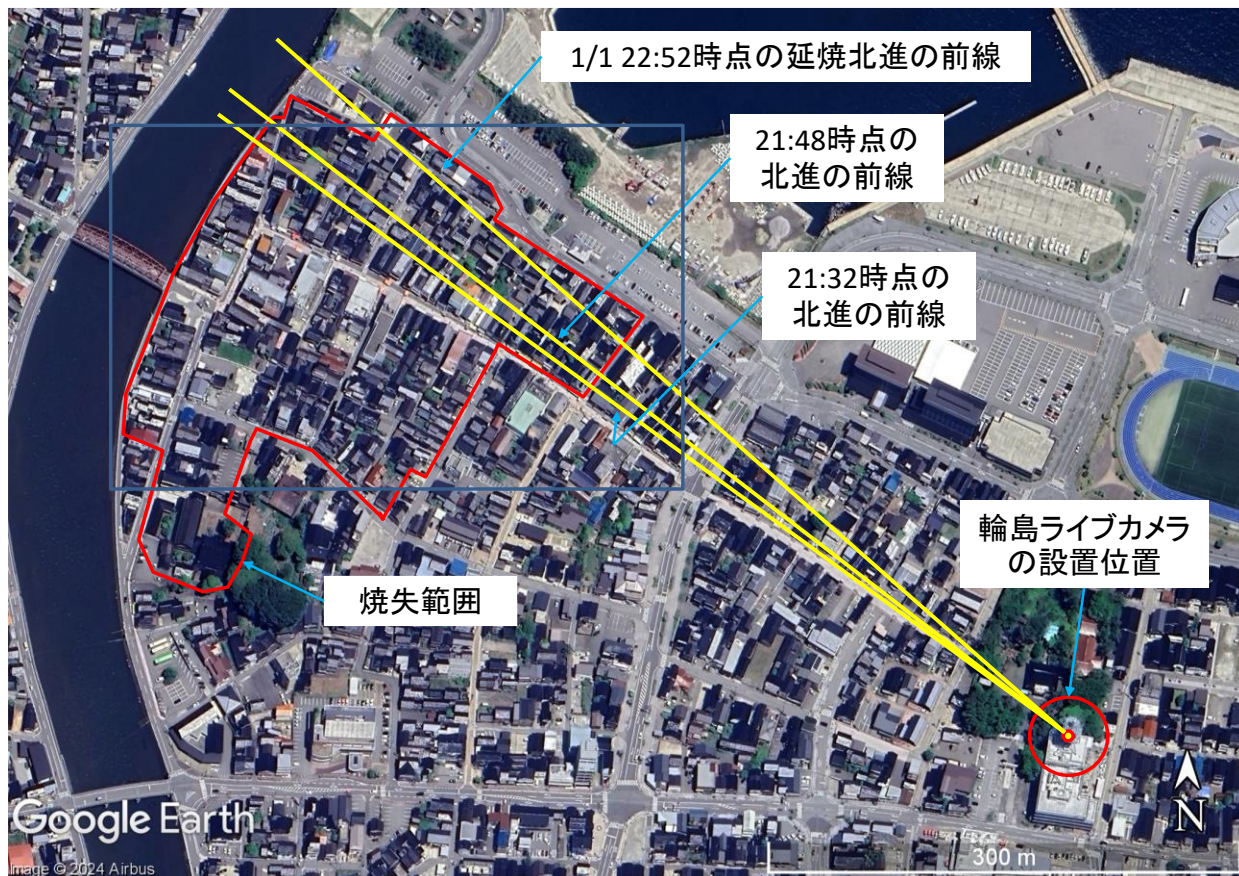 1/1 22:52時点の延焼北進の前線
21:48時点の
北進の前線
21:32時点の
北進の前線
輪島ライブカメラ
の設置位置
焼失範囲
N
Google Earth
300 m
Image © 2024 Airbus